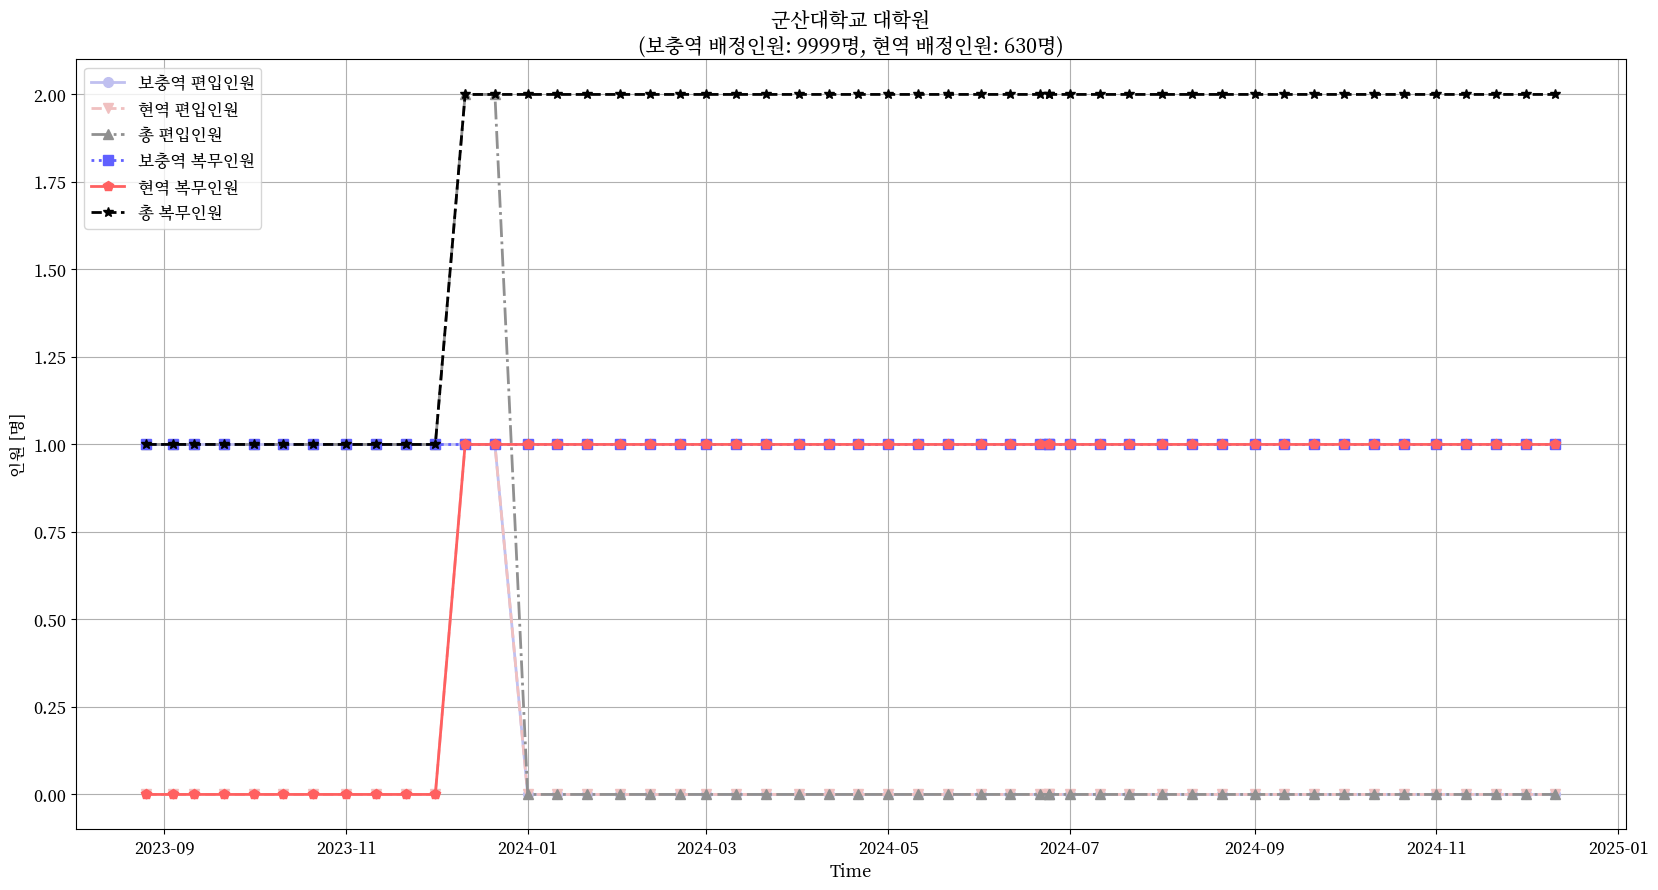 군산대학교 대학원
(보충역 배정인원: 9999명, 현역 배정인원: 630명)
보충역 편입인원
현역 편입인원
총 편입인원
보충역 복무인원
현역 복무인원
총 복무인원
인원 [명]
2.00
1.75
1.50
1.25
1.00
0.75
0.50
0.25
0.00
2023-09
2023-11
2024-01
2024-03
2024-05
2024-07
2024-09
2024-11
2025-01
Time